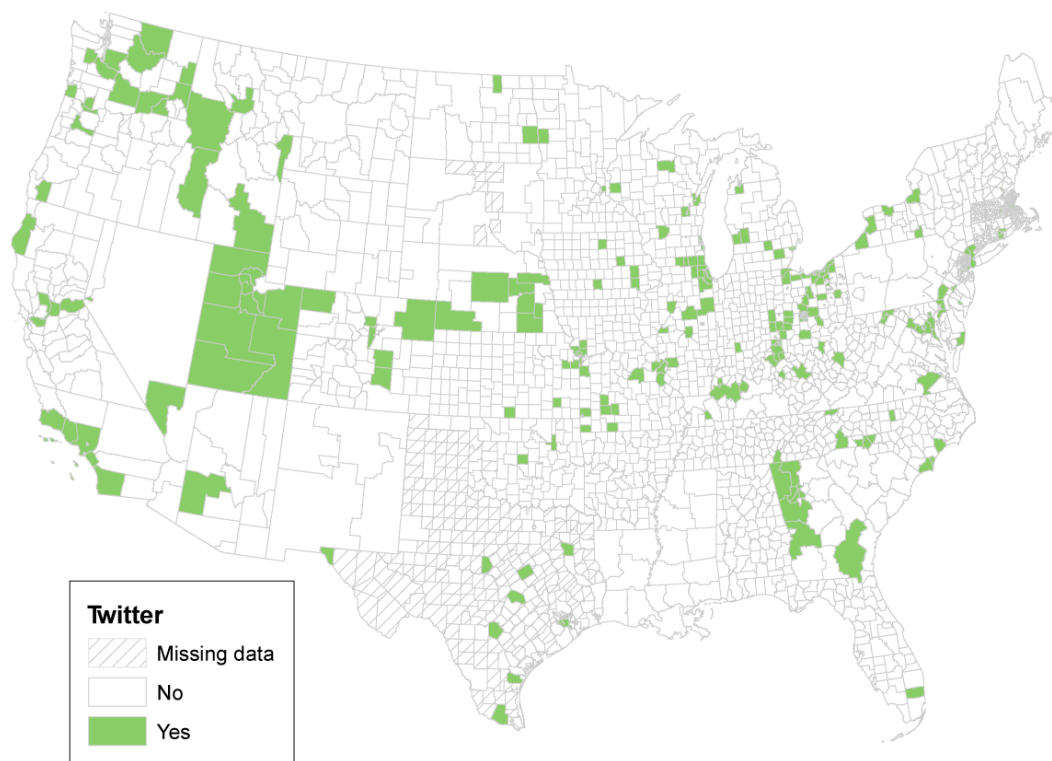 Twitter
Missing data
No
Yes